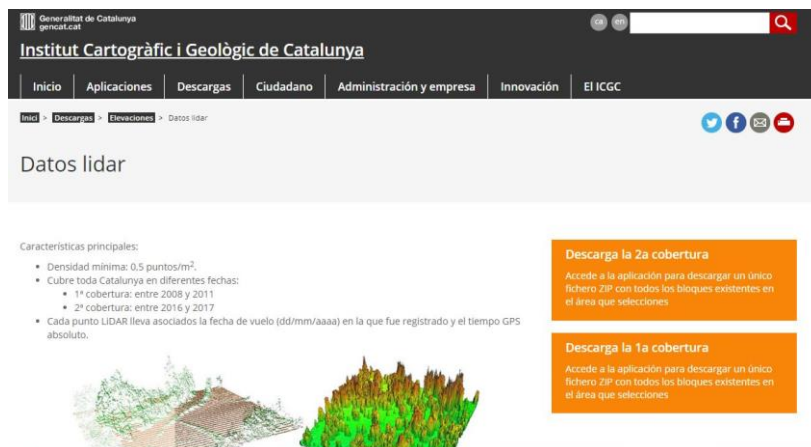 Generalitat de Catalunya
gencat.cat
ca en
Institut Cartogràfic i Geològic de Catalunya
Inicio Aplicaciones Descargas Ciudadano Administración y empresa Innovación El ICGC
Inici > Descargas > Elevaciones > Datos lidar
Datos lidar
Características principales:
Densidad mínima: 0,5 puntos/m².
Cubre toda Catalunya en diferentes fechas:
1ª cobertura: entre 2008 y 2011
2ª cobertura: entre 2016 y 2017
Cada punto LiDAR lleva asociados la fecha de vuelo (dd/mm/aaaa) en la que fue registrado y el tiempo GPS
absoluto.
Descarga la 2a cobertura
Accede a la aplicación para descargar un único
fichero ZIP con todos los bloques existentes en
el área que selecciones
Descarga la 1a cobertura
Accede a la aplicación para descargar un único
fichero ZIP con todos los bloques existentes en
el área que selecciones